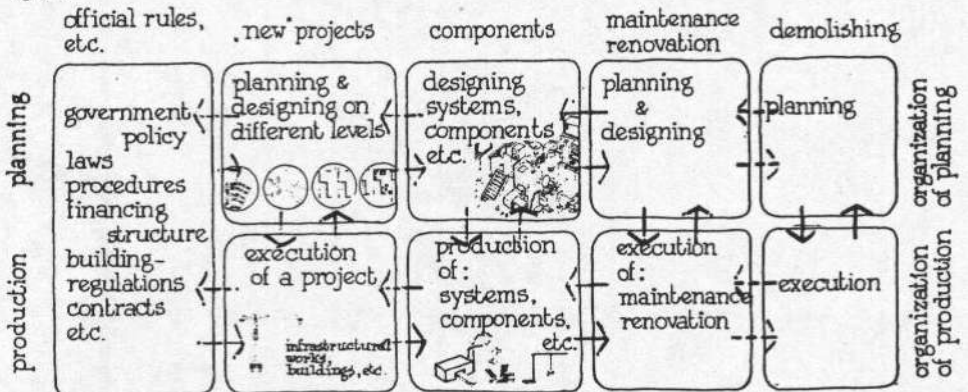 official rules,
etc.
new projects
components
maintenance
renovation
demolishing
planning
government
policy
laws
procedures
financing
structure
building-
regulations
contracts
etc.
planning &
designing on
different levels
designing
systems,
components
etc.
planning
&
designing
planning
organization
of planning
production
execution
of a project
infrastructural
works,
buildings, etc.
production
of:
systems,
components,
etc.
execution
of:
maintenance
renovation
execution
organization
of production